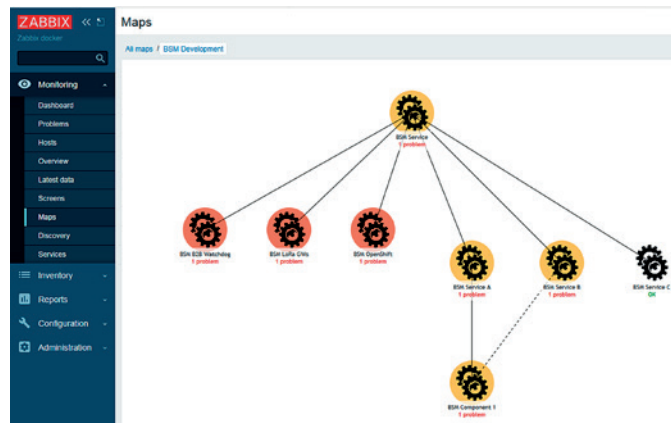 ZABBIX
Maps
Zabbix docker
All maps / BSM Development
Monitoring
Dashboard
Problems
Hosts
Overview
Latest data
Screens
Maps
Discovery
Services
Inventory
Reports
Configuration
Administration
BSM Service
1 problem
BSM B2B Watchdog
1 problem
BSM LoRa GWs
1 problem
BSM OpenShift
1 problem
BSM Service A
1 problem
BSM Service B
1 problem
BSM Service C
OK
BSM Component 1
1 problem